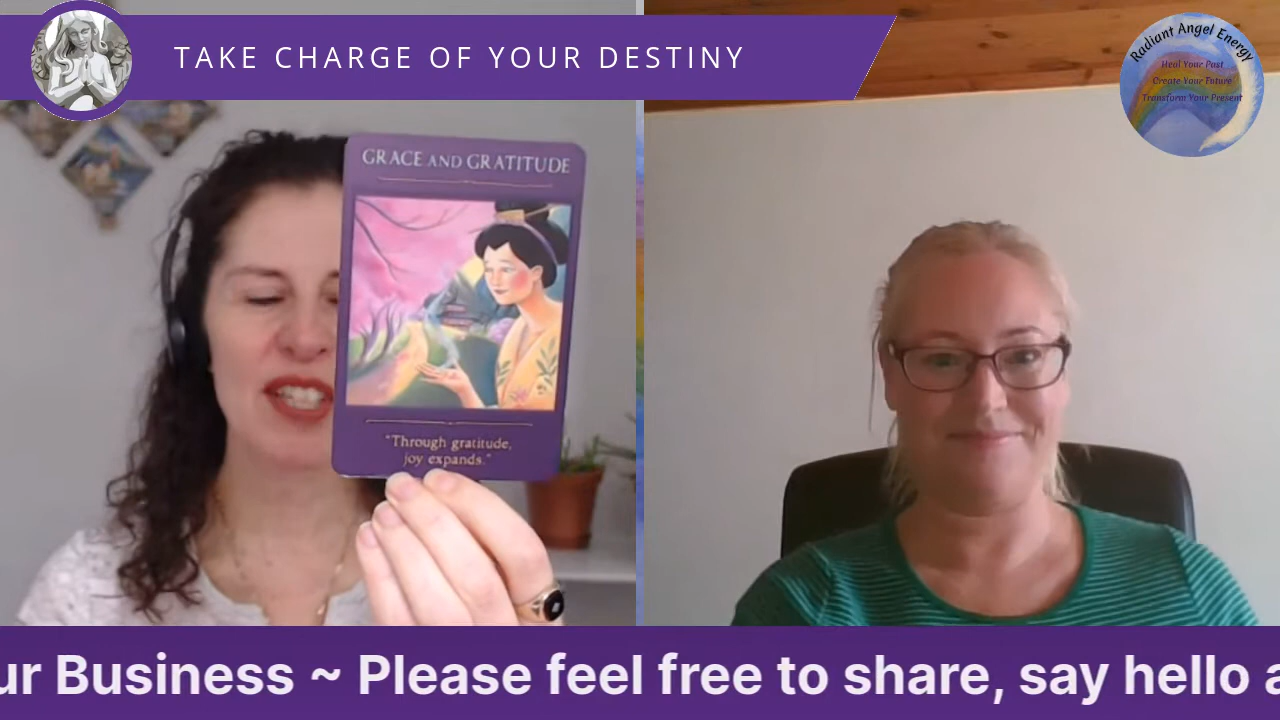 TAKE CHARGE OF YOUR DESTINY
Radiant Angel Energy
Heal Your Past
Create Your Future
Transform Your Present
GRACE AND GRATITUDE
"Through gratitude,
joy expands."
ur Business ~ Please feel free to share, say hello a